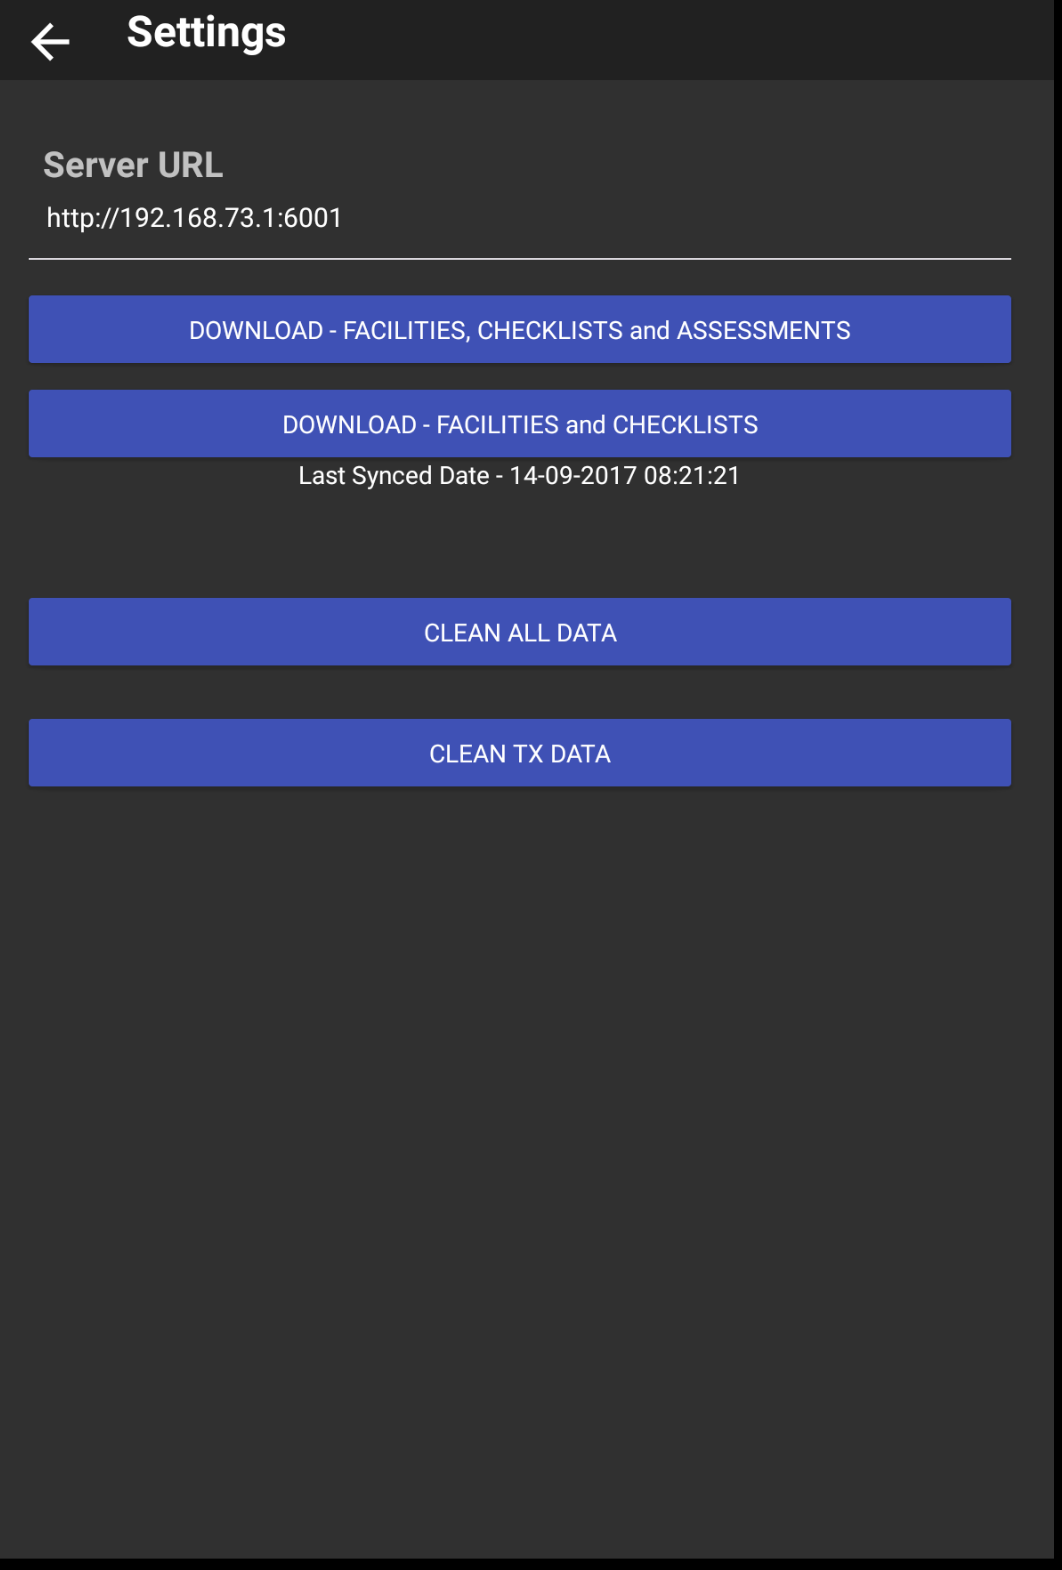 Settings
Server URL
http://192.168.73.1:6001
DOWNLOAD - FACILITIES, CHECKLISTS and ASSESSMENTS
DOWNLOAD - FACILITIES and CHECKLISTS
Last Synced Date - 14-09-2017 08:21:21
CLEAN ALL DATA
CLEAN TX DATA